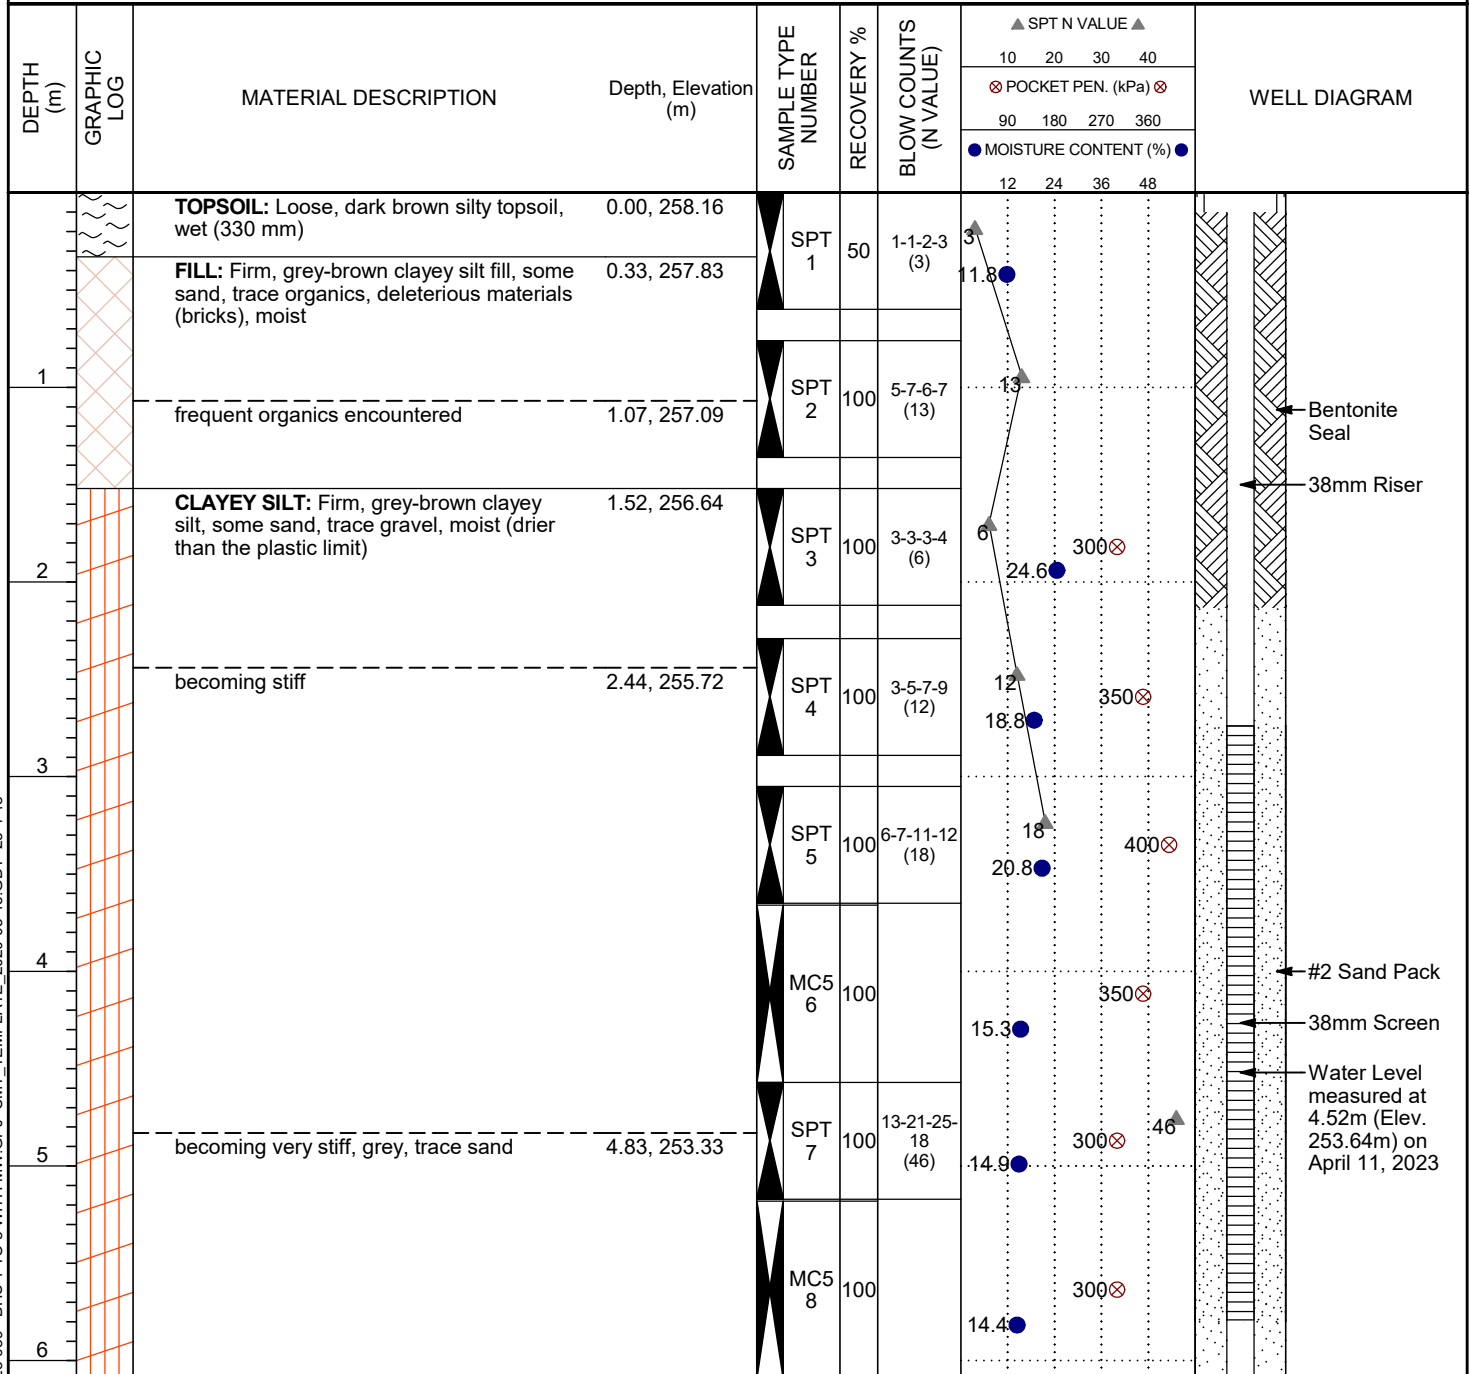 DEPTH
(m)
GRAPHIC
LOG
MATERIAL DESCRIPTION
Depth, Elevation
(m)
SAMPLE TYPE
NUMBER
RECOVERY %
BLOW COUNTS
(N VALUE)
SPT N VALUE
10 20 30 40
POCKET PEN. (kPa)
90 180 270 360
MOISTURE CONTENT (%)
12 24 36 48
WELL DIAGRAM
TOPSOIL: Loose, dark brown silty topsoil,
wet (330 mm)
0.00, 258.16
SPT
1
50
1-1-2-3
(3)
3
11.8
FILL: Firm, grey-brown clayey silt fill, some
sand, trace organics, deleterious materials
(bricks), moist
0.33, 257.83
1
SPT
2
100
5-7-6-7
(13)
13
frequent organics encountered
1.07, 257.09
Bentonite
Seal
38mm Riser
CLAYEY SILT: Firm, grey-brown clayey
silt, some sand, trace gravel, moist (drier
than the plastic limit)
1.52, 256.64
SPT
3
100
3-3-3-4
(6)
6
300
24.6
2
becoming stiff
2.44, 255.72
SPT
4
100
3-5-7-9
(12)
12
350
18.8
3
SPT
5
100
6-7-11-12
(18)
18
400
20.8
4
MC5
6
100
350
15.3
#2 Sand Pack
38mm Screen
Water Level
measured at
4.52m (Elev.
253.64m) on
April 11, 2023
becoming very stiff, grey, trace sand
4.83, 253.33
SPT
7
100
13-21-25-
18
(46)
46
300
14.9
5
MC5
8
100
300
14.4
6